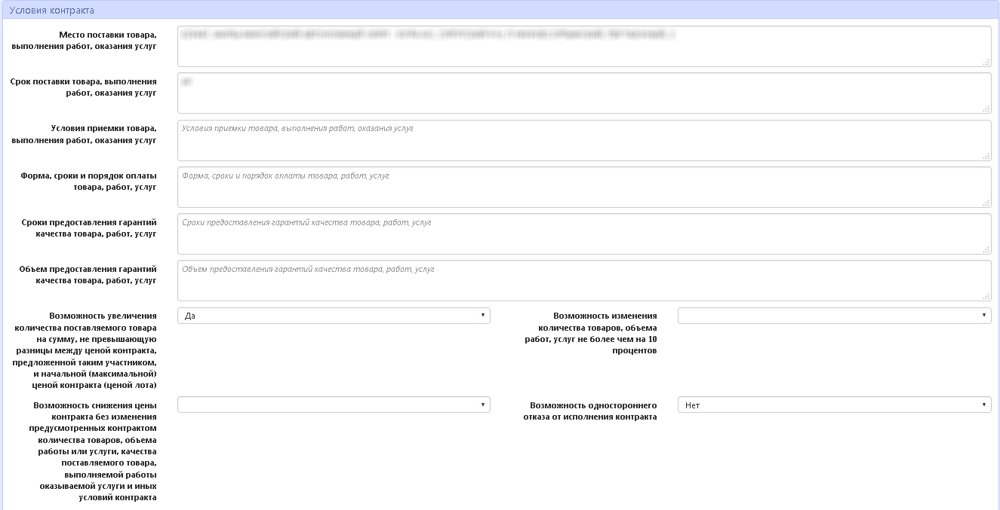 Условия контракта
Место поставки товара,
выполнения работ, оказания услуг
Срок поставки товара, выполнения
работ, оказания услуг
Условия приемки товара,
выполнения работ, оказания услуг
Условия приемки товара, выполнения работ, оказания услуг
Форма, сроки и порядок оплаты
товара, работ, услуг
Форма, сроки и порядок оплаты товара, работ, услуг
Сроки предоставления гарантий
качества товара, работ, услуг
Сроки предоставления гарантий качества товара, работ, услуг
Объем предоставления гарантий
качества товара, работ, услуг
Объем предоставления гарантий качества товара, работ, услуг
Возможность увеличения
количества поставляемого товара
на сумму, не превышающую
разницы между ценой контракта,
предложенной таким участником,
и начальной (максимальной)
ценой контракта (ценой лота)
Да
Возможность изменения
количества товаров, объема
работ, услуг не более чем на 10
процентов
Возможность снижения цены
контракта без изменения
предусмотренных контрактом
количества товаров, объема
работы или услуги, качества
поставляемого товара,
выполняемой работы
оказываемой услуги и иных
условий контракта
Возможность одностороннего
отказа от исполнения контракта
Нет